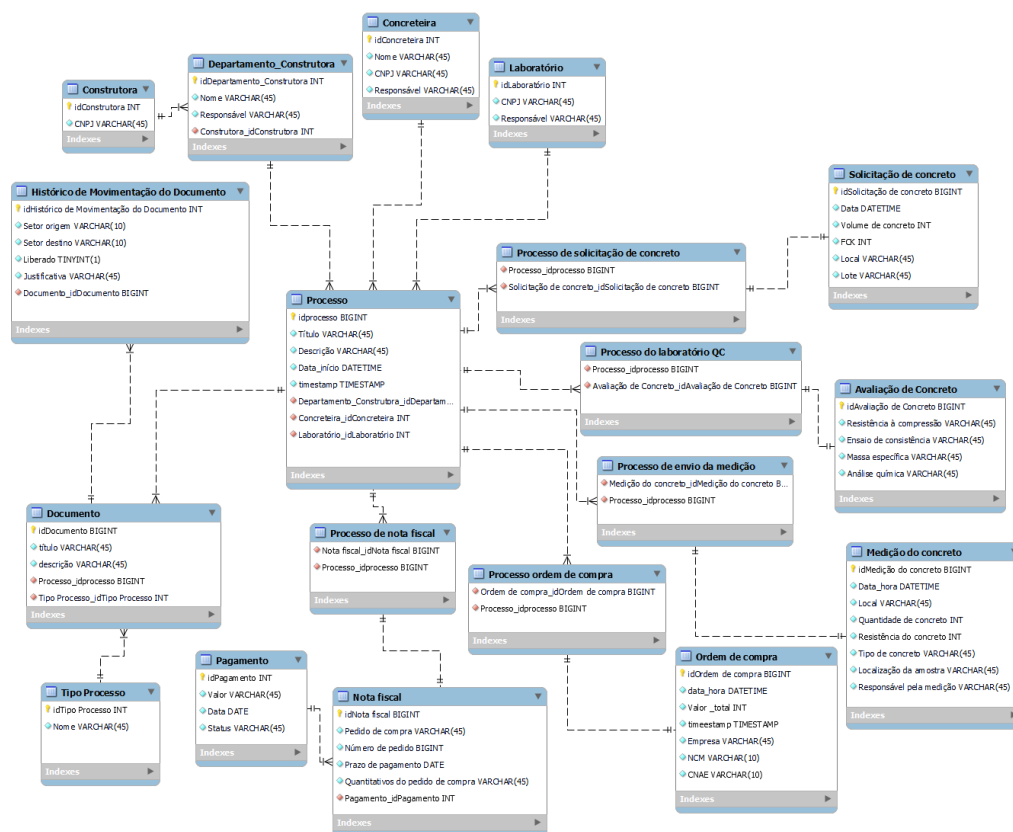 Concreteira
idConcreteira INT
Nome VARCHAR(45)
CNPJ VARCHAR(45)
Responsável VARCHAR(45)
Indexes
Departamento_Construtora
idDepartamento_Construtora INT
Nome VARCHAR(45)
Responsável VARCHAR(45)
Construtora_idConstrutora INT
Indexes
Laboratório
idLaboratório INT
CNPJ VARCHAR(45)
Responsável VARCHAR(45)
Indexes
Construtora
idConstrutora INT
CNPJ VARCHAR(45)
Indexes
Histórico de Movimentação do Documento
idHistórico de Movimentação do Documento INT
Setor origem VARCHAR(10)
Setor destino VARCHAR(10)
Liberado TINYINT(1)
Justificativa VARCHAR(45)
Documento_idDocumento BIGINT
Indexes
Solicitação de concreto
idSolicitação de concreto BIGINT
Data DATETIME
Volume de concreto INT
FCK INT
Local VARCHAR(45)
Lote VARCHAR(45)
Indexes
Processo de solicitação de concreto
Processo_idprocesso BIGINT
Solicitação de concreto_idSolicitação de concreto BIGINT
Indexes
Processo
idprocesso BIGINT
Título VARCHAR(45)
Descrição VARCHAR(45)
Data_início DATETIME
timestamp TIMESTAMP
Departamento_Construtora_idDepartam...
Concreteira_idConcreteira INT
Laboratório_idLaboratório INT
Indexes
Processo do laboratório QC
Processo_idprocesso BIGINT
Avaliação de Concreto_idAvaliação de Concreto BIGINT
Indexes
Avaliação de Concreto
idAvaliação de Concreto BIGINT
Resistência à compressão VARCHAR(45)
Ensaio de consistência VARCHAR(45)
Massa específica VARCHAR(45)
Análise química VARCHAR(45)
Indexes
Processo de envio da medição
Medição do concreto_idMedição do concreto B...
Processo_idprocesso BIGINT
Indexes
Documento
idDocumento BIGINT
título VARCHAR(45)
descrição VARCHAR(45)
Processo_idprocesso BIGINT
Tipo Processo_idTipo Processo INT
Indexes
Processo de nota fiscal
Nota fiscal_idNota fiscal BIGINT
Processo_idprocesso BIGINT
Indexes
Processo ordem de compra
Ordem de compra_idOrdem de compra BIGINT
Processo_idprocesso BIGINT
Indexes
Medição do concreto
idMedição do concreto BIGINT
Data_hora DATETIME
Local VARCHAR(45)
Quantidade de concreto INT
Resistência do concreto INT
Tipo de concreto VARCHAR(45)
Localização da amostra VARCHAR(45)
Responsável pela medição VARCHAR(45)
Indexes
Tipo Processo
idTipo Processo INT
Nome VARCHAR(45)
Indexes
Pagamento
idPagamento INT
Valor VARCHAR(45)
Data DATE
Status VARCHAR(45)
Indexes
Nota fiscal
idNota fiscal BIGINT
Pedido de compra VARCHAR(45)
Número de pedido BIGINT
Prazo de pagamento DATE
Quantitativos do pedido de compra VARCHAR(45)
Pagamento_idPagamento INT
Indexes
Ordem de compra
idOrdem de compra BIGINT
data_hora DATETIME
Valor _total INT
timeestamp TIMESTAMP
Empresa VARCHAR(45)
NCM VARCHAR(10)
CNAE VARCHAR(10)
Indexes